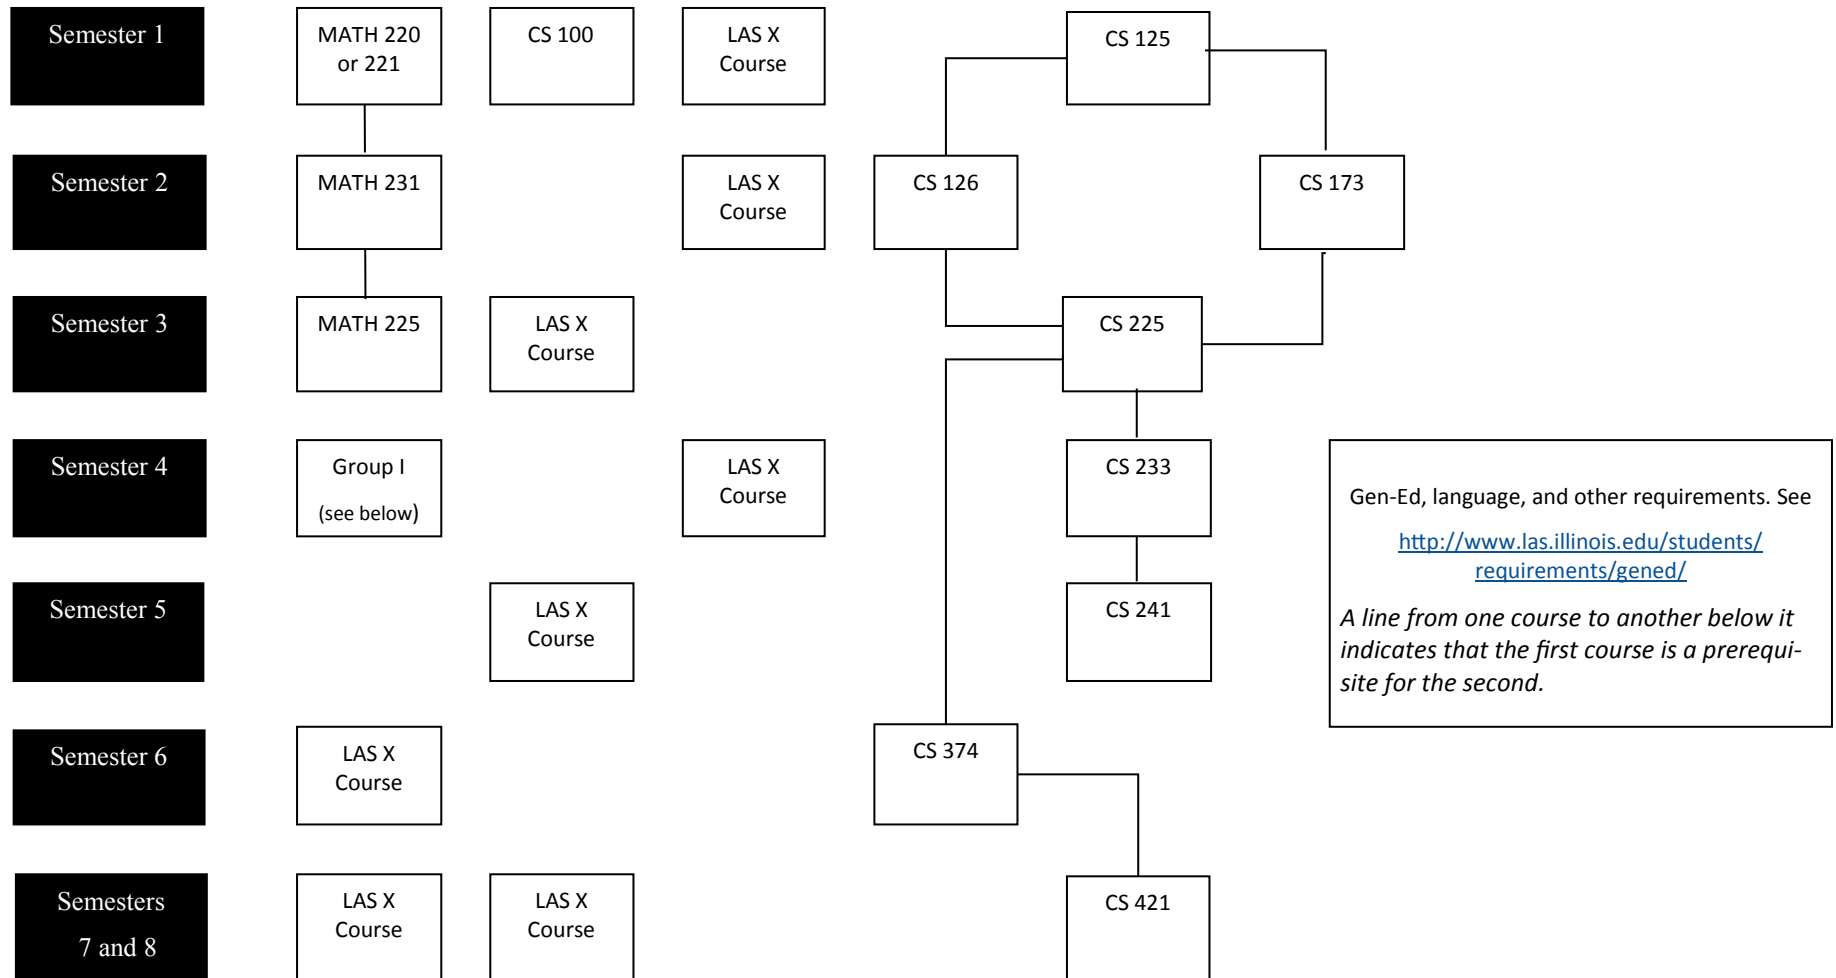 Semester 1
MATH 220
or 221
CS 100
LAS X
Course
CS 125
Semester 2
MATH 231
LAS X
Course
CS 126
CS 173
Semester 3
MATH 225
LAS X
Course
CS 225
Semester 4
Group I
(see below)
LAS X
Course
CS 233
Gen-Ed, language, and other requirements. See
http://www.las.illinois.edu/students/
requirements/gened/
A line from one course to another below it
indicates that the first course is a prerequi-
site for the second.
Semester 5
LAS X
Course
CS 241
Semester 6
LAS X
Course
CS 374
Semesters
7 and 8
LAS X
Course
LAS X
Course
CS 421